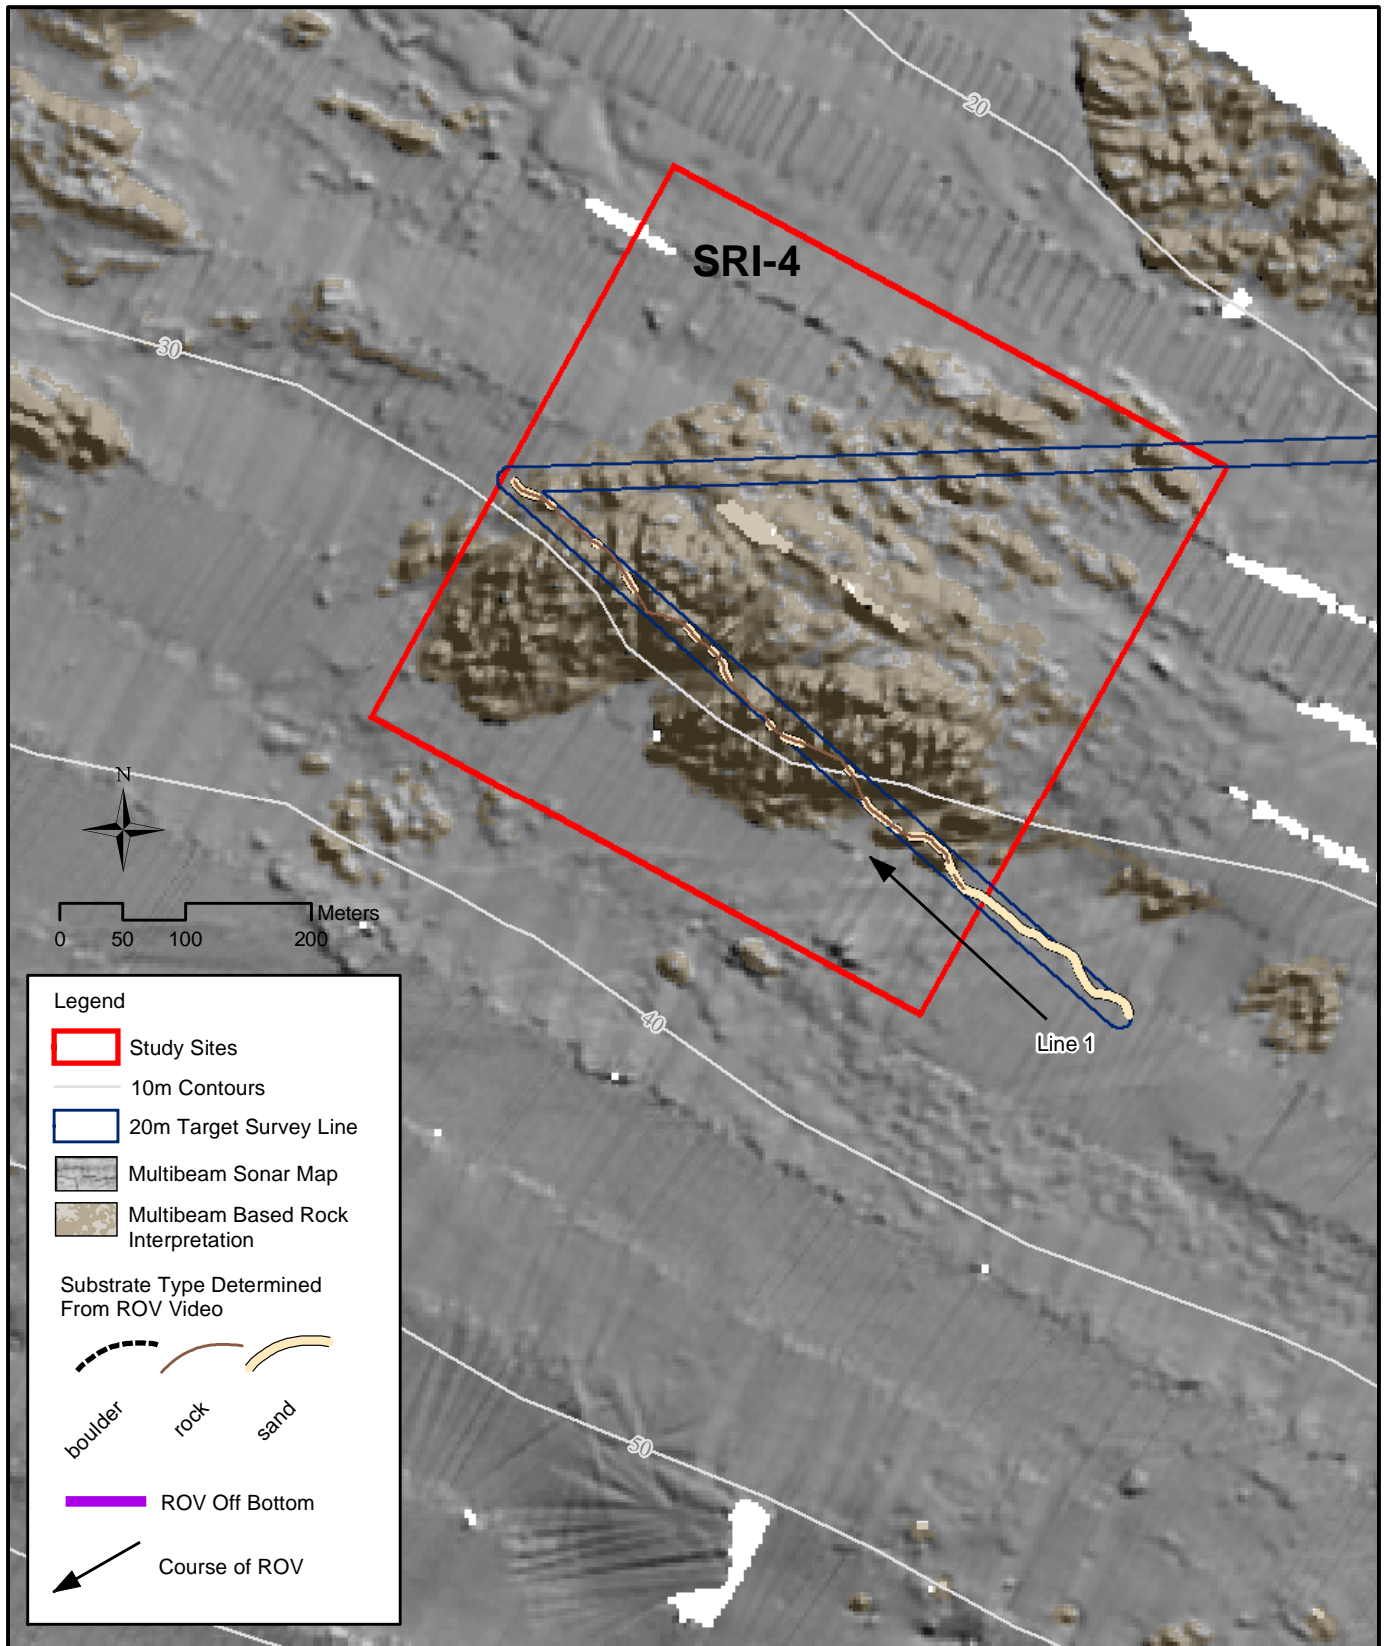 20
SRI-4
30
N
Meters
0 50 100 200
40
Line 1
Legend
Study Sites
10m Contours
20m Target Survey Line
Multibeam Sonar Map
Multibeam Based Rock
Interpretation
Substrate Type Determined
From ROV Video
boulder rock sand
50
ROV Off Bottom
Course of ROV